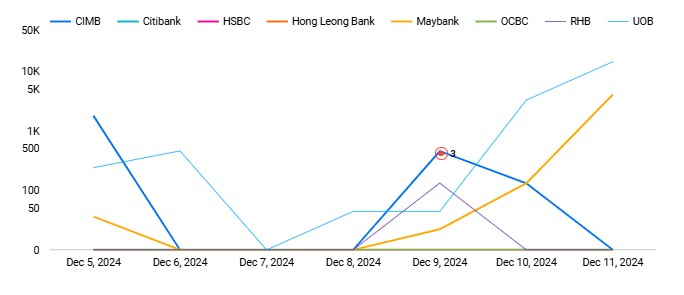 50K
CIMB Citibank HSBC Hong Leong Bank Maybank OCBC RHB UOB
10K
5K
1K
500
3
100
50
0
Dec 5, 2024 Dec 6, 2024 Dec 7, 2024 Dec 8, 2024 Dec 9, 2024 Dec 10, 2024 Dec 11, 2024